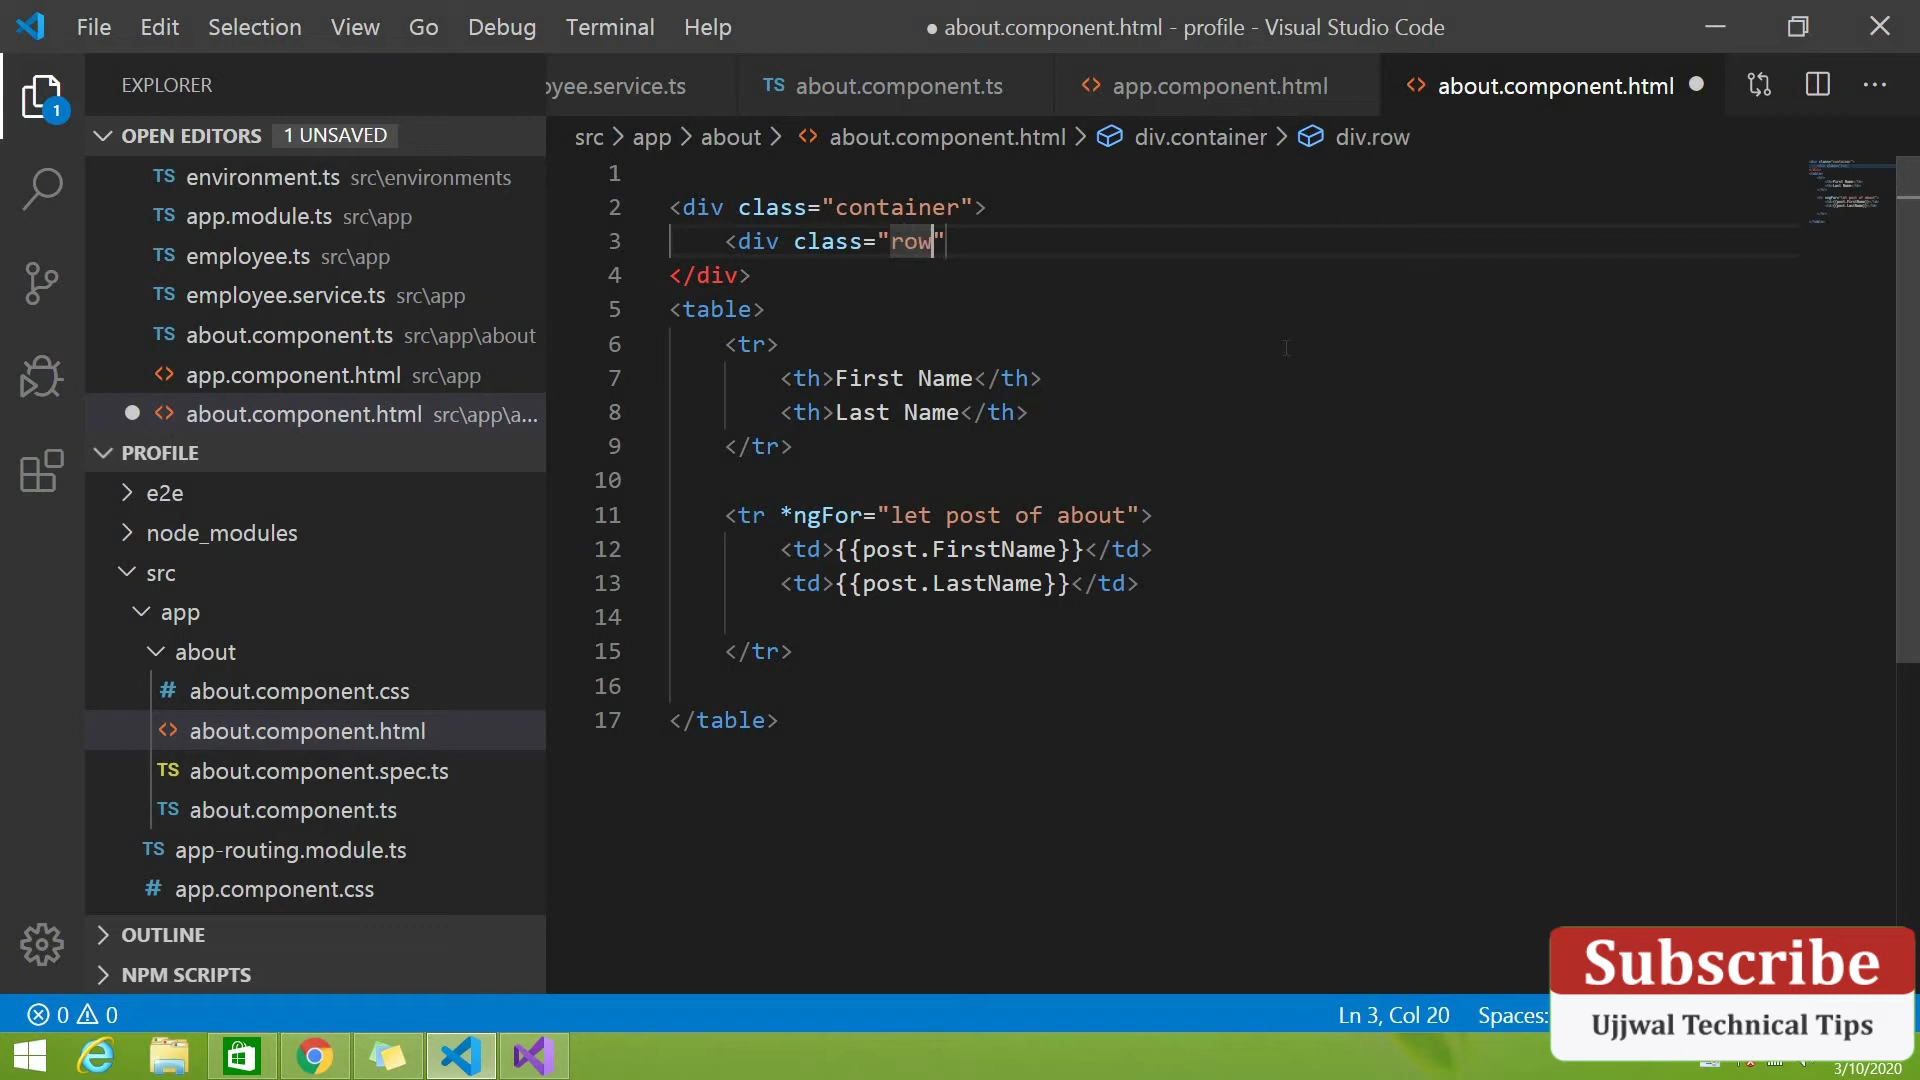 File Edit Selection View Go Debug Terminal Help
● about.component.html - profile - Visual Studio Code
EXPLORER
1
OPEN EDITORS 1 UNSAVED
TS environment.ts src\environments
TS app.module.ts src\app
TS employee.ts src\app
TS employee.service.ts src\app
TS about.component.ts src\app\about
<> app.component.html src\app
<> about.component.html src\app\a...
PROFILE
e2e
node_modules
src
app
about
# about.component.css
<> about.component.html
TS about.component.spec.ts
TS about.component.ts
TS app-routing.module.ts
# app.component.css
OUTLINE
NPM SCRIPTS
oyee.service.ts TS about.component.ts <> app.component.html <> about.component.html ...
src > app > about > <> about.component.html > div.container > div.row
1
2 <div class="container">
3 <div class="row"
4 </div>
5 <table>
6 <tr>
7 <th>First Name</th>
8 <th>Last Name</th>
9 </tr>
10
11 <tr *ngFor="let post of about">
12 <td>{{post.FirstName}}</td>
13 <td>{{post.LastName}}</td>
14
15 </tr>
16
17 </table>
0 0
Ln 3, Col 20 Spaces:
Subscribe
Ujjwal Technical Tips
3/10/2020